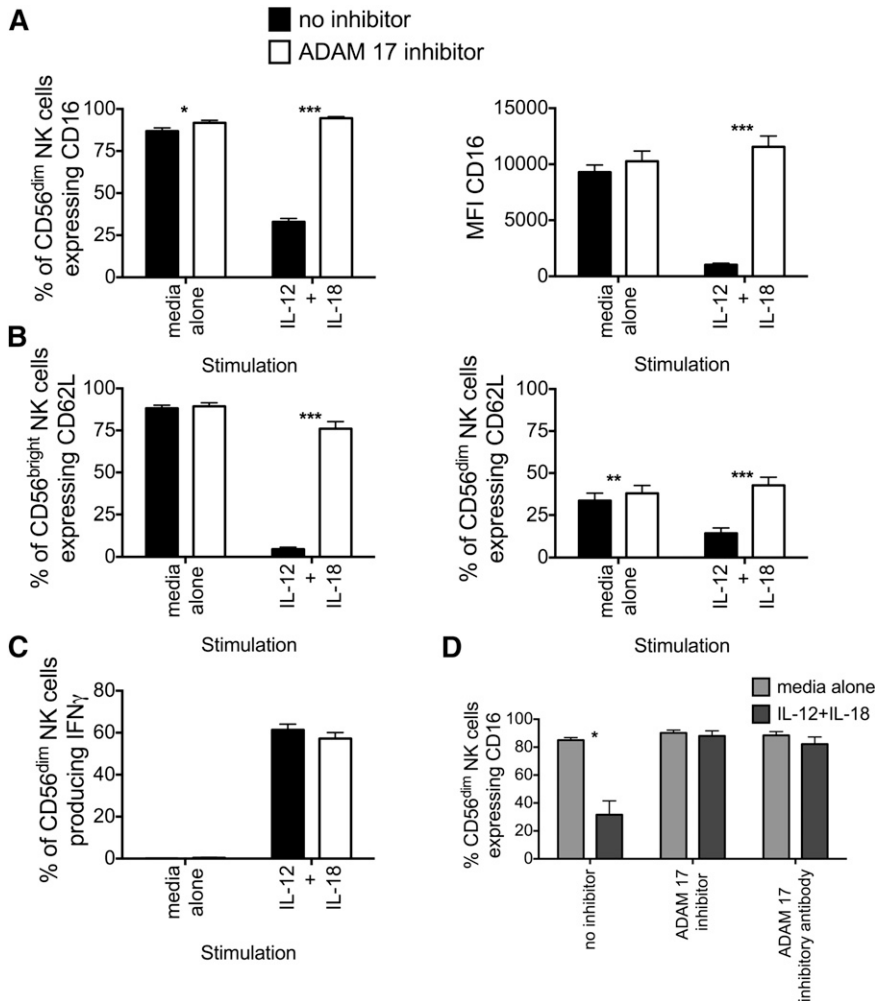 A
no inhibitor
ADAM 17 inhibitor
% of CD56dim NK cells
expressing CD16
100
75
50
25
0
*
***
media
alone
IL-12
+
IL-18
Stimulation
MFI CD16
15000
10000
5000
0
***
media
alone
IL-12
+
IL-18
Stimulation
B
% of CD56bright NK cells
expressing CD62L
100
75
50
25
0
***
media
alone
IL-12
+
IL-18
Stimulation
% of CD56dim NK cells
expressing CD62L
100
75
50
25
0
**
***
media
alone
IL-12
+
IL-18
Stimulation
C
% of CD56dim NK cells
producing IFNγ
80
60
40
20
0
media
alone
IL-12
+
IL-18
Stimulation
D
media alone
IL-12+IL-18
% CD56dim NK cells
expressing CD16
100
80
60
40
20
0
*
no inhibitor
ADAM 17
inhibitor
ADAM 17
inhibitory antibody